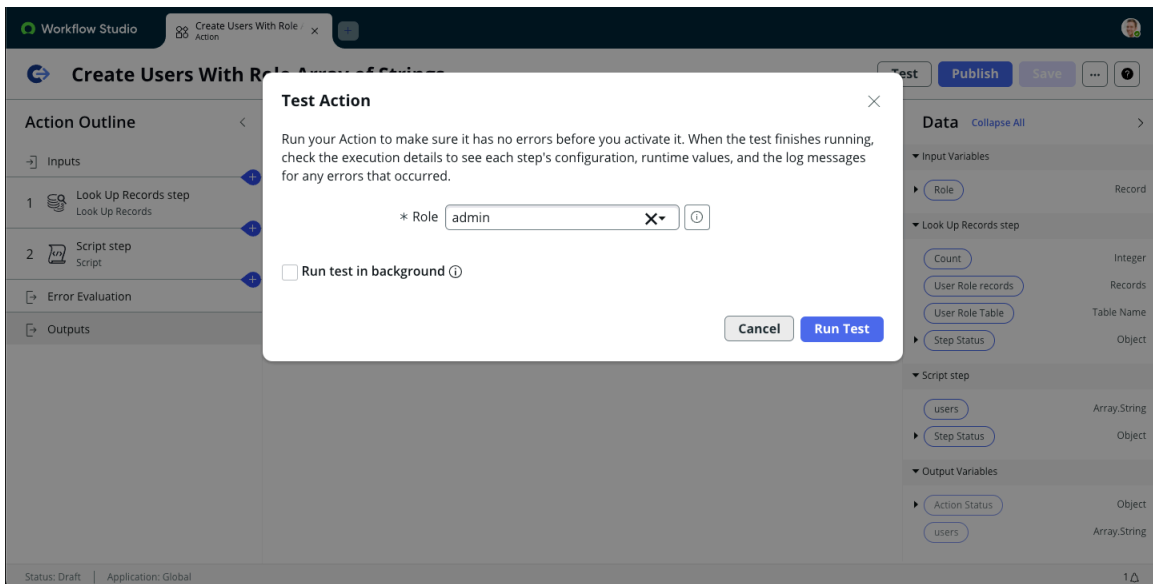 Workflow Studio
Create Users With Role A
Action
Create Users With Role Array of Strings
Test
Publish
Save
Action Outline
Inputs
1
Look Up Records step
Look Up Records
2
Script step
Script
Error Evaluation
Outputs
Test Action
Run your Action to make sure it has no errors before you activate it. When the test finishes running,
check the execution details to see each step's configuration, runtime values, and the log messages
for any errors that occurred.
* Role admin
Run test in background
Cancel
Run Test
Data Collapse All
Input Variables
Role Record
Look Up Records step
Count Integer
User Role records Records
User Role Table Table Name
Step Status Object
Script step
users Array.String
Step Status Object
Output Variables
Action Status Object
users Array.String
Status: Draft | Application: Global
1